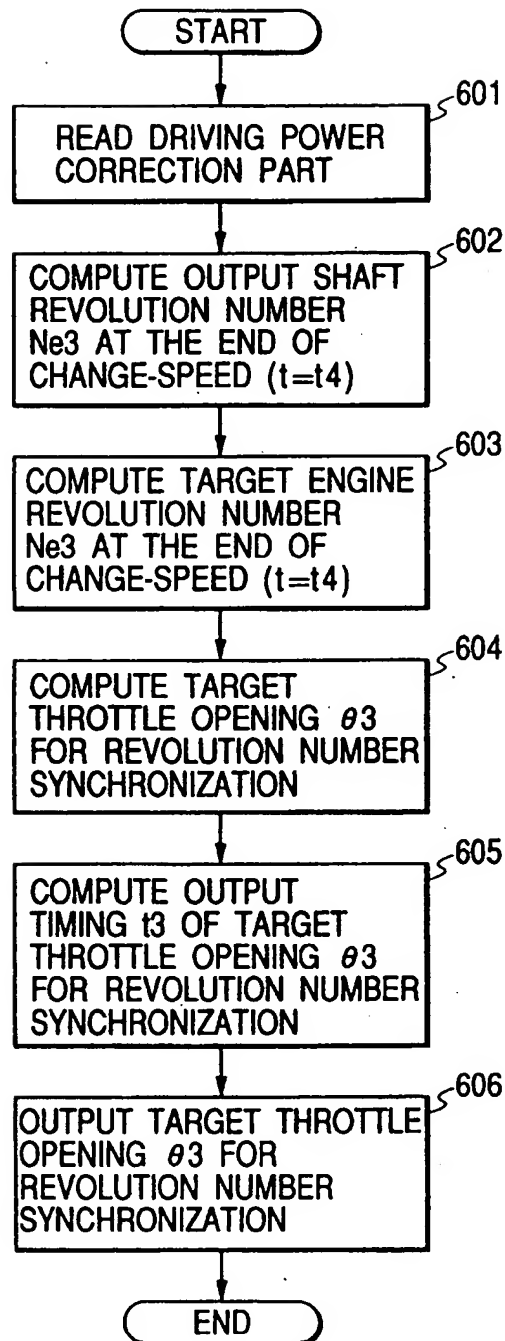 START
601
READ DRIVING POWER
CORRECTION PART
602
COMPUTE OUTPUT SHAFT
REVOLUTION NUMBER
Ne3 AT THE END OF
CHANGE-SPEED (t=t4)
603
COMPUTE TARGET ENGINE
REVOLUTION NUMBER
Ne3 AT THE END OF
CHANGE-SPEED (t=t4)
604
COMPUTE TARGET
THROTTLE OPENING θ3
FOR REVOLUTION NUMBER
SYNCHRONIZATION
605
COMPUTE OUTPUT
TIMING t3 OF TARGET
THROTTLE OPENING θ3
FOR REVOLUTION NUMBER
SYNCHRONIZATION
606
OUTPUT TARGET THROTTLE
OPENING θ3 FOR
REVOLUTION NUMBER
SYNCHRONIZATION
END